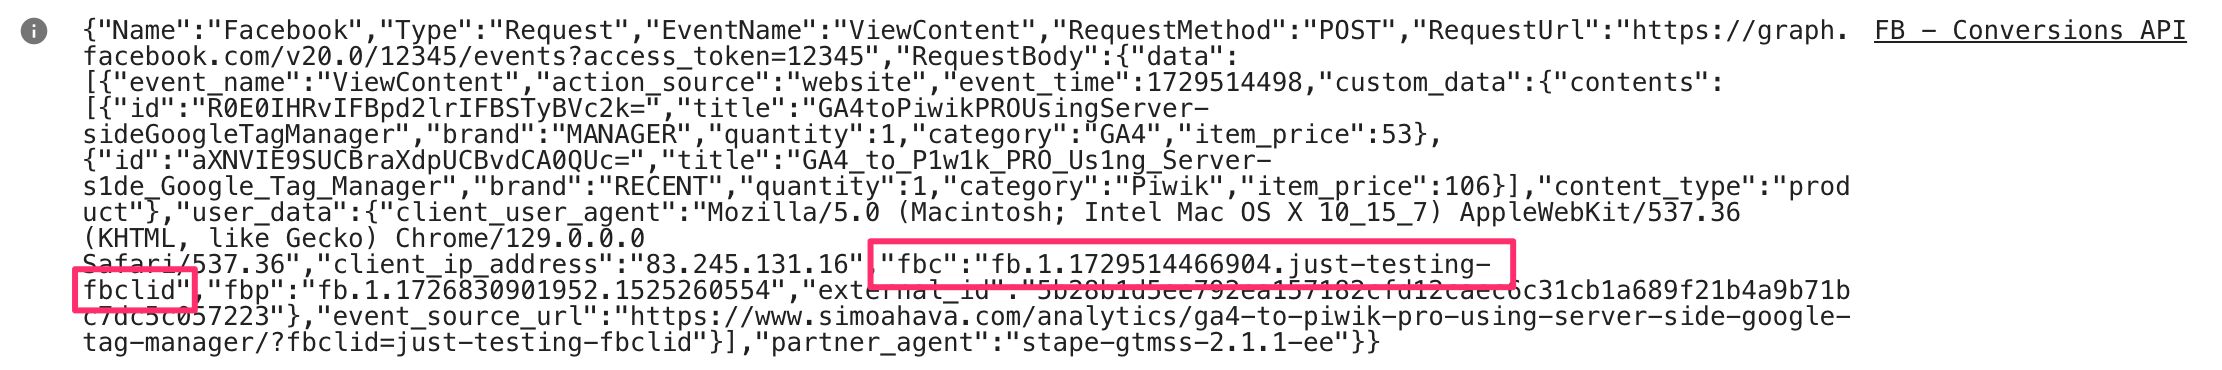 {"Name":"Facebook","Type":"Request","EventName":"ViewContent","RequestMethod":"POST","RequestUrl":"https://graph. FB - Conversions API
facebook.com/v20.0/12345/events?access_token=12345","RequestBody":{"data":
[{"event_name":"ViewContent","action_source":"website","event_time":1729514498,"custom_data":{"contents":
[{"id":"R0E0IHRvIFBpd2lrIFBSTyBVc2k=","title":"GA4toPiwikPROUsingServer-
sideGoogleTagManager","brand":"MANAGER","quantity":1,"category":"GA4","item_price":53},
{"id":"aXNVIE9SUCBraXdpUCBvdCA0QUc=","title":"GA4_to_P1w1k_PRO_Us1ng_Server-
s1de_Google_Tag_Manager","brand":"RECENT","quantity":1,"category":"Piwik","item_price":106}],"content_type":"prod
uct"},"user_data":{"client_user_agent":"Mozilla/5.0 (Macintosh; Intel Mac OS X 10_15_7) AppleWebKit/537.36
(KHTML, like Gecko) Chrome/129.0.0.0
Safari/537.36","client_ip_address":"83.245.131.16","fbc":"fb.1.1729514466904.just-testing-
fbclid","fbp":"fb.1.1726830901952.1525260554","external_id":"5b28b1d5ee792ea157182cfd12caec6c31cb1a689f21b4a9b71b
c7dc5c057223"},"event_source_url":"https://www.simoahava.com/analytics/ga4-to-piwik-pro-using-server-side-google-
tag-manager/?fbclid=just-testing-fbclid"}],"partner_agent":"stape-gtmss-2.1.1-ee"}}